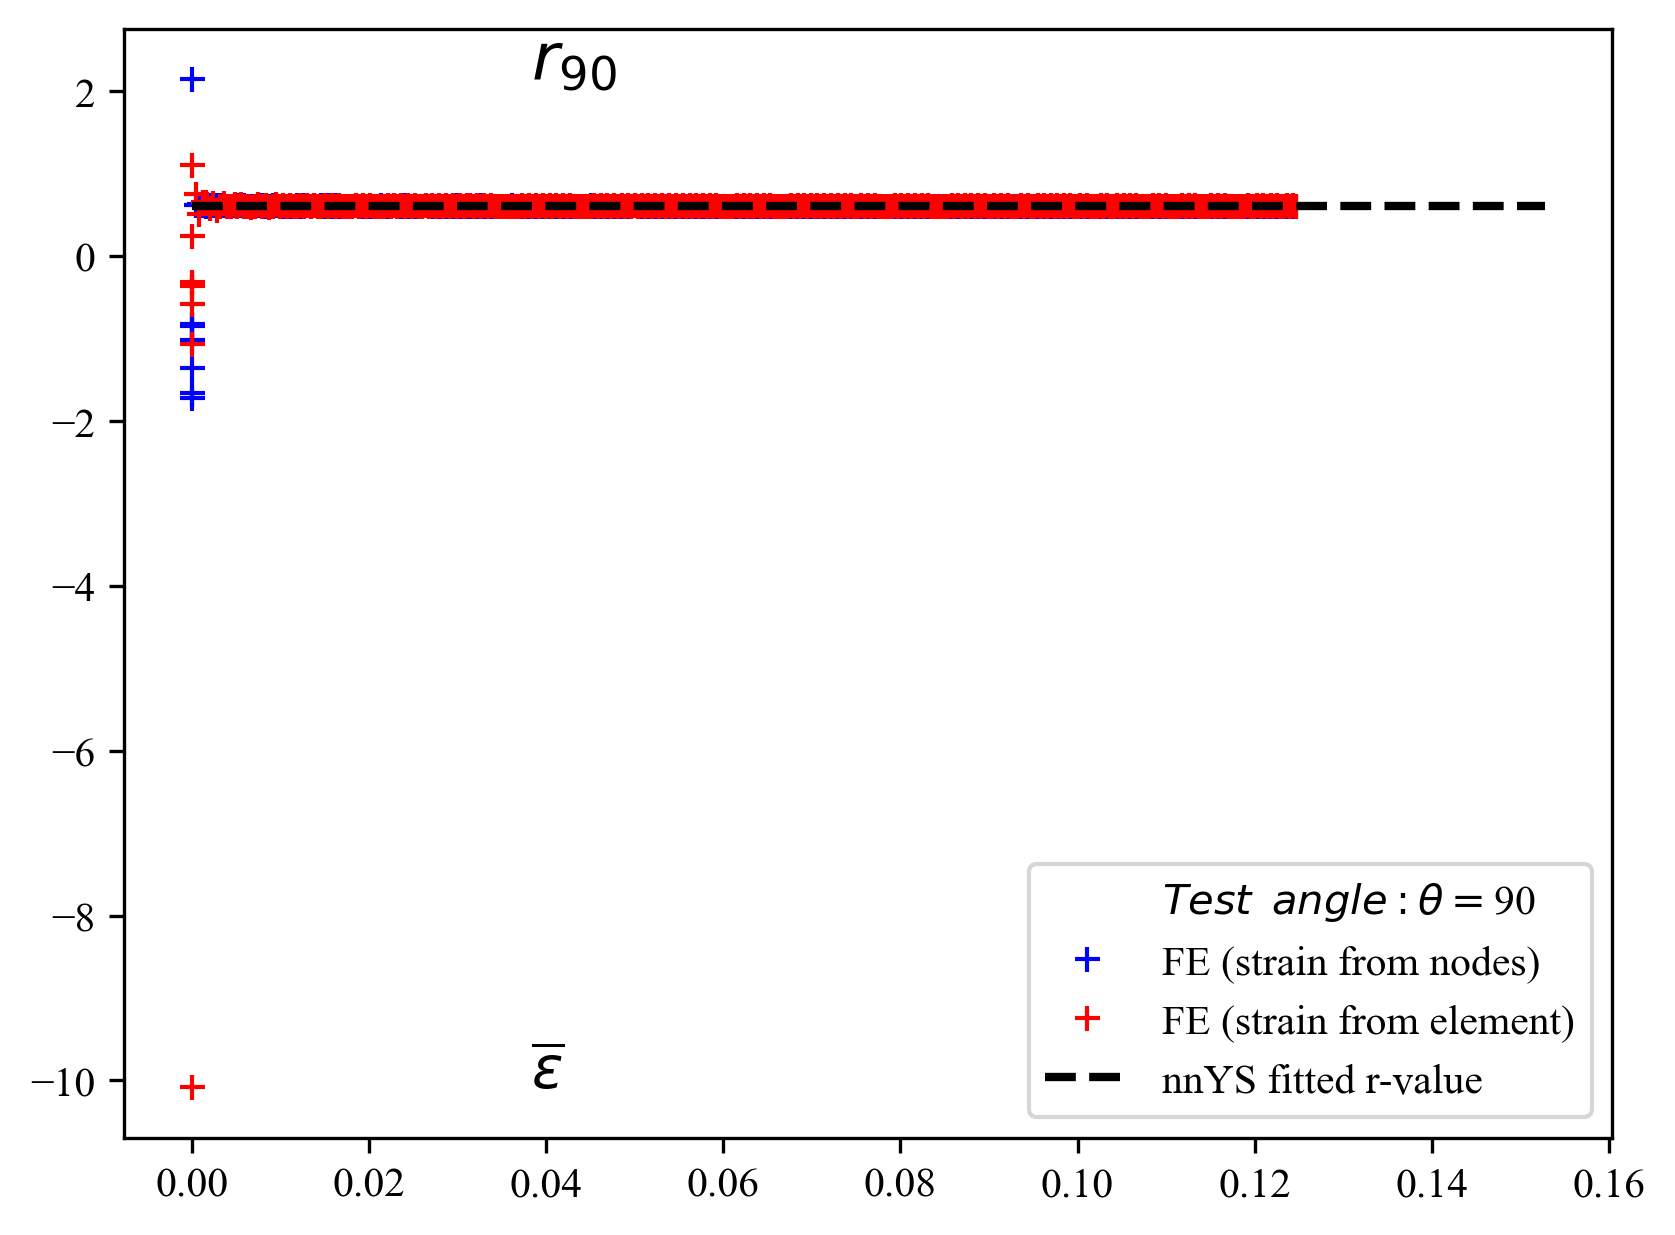 r₉₀
2
0
−2
−4
−6
−8
−10
ε̅
Test angle : θ = 90
FE (strain from nodes)
FE (strain from element)
nnYS fitted r-value
0.00 0.02 0.04 0.06 0.08 0.10 0.12 0.14 0.16